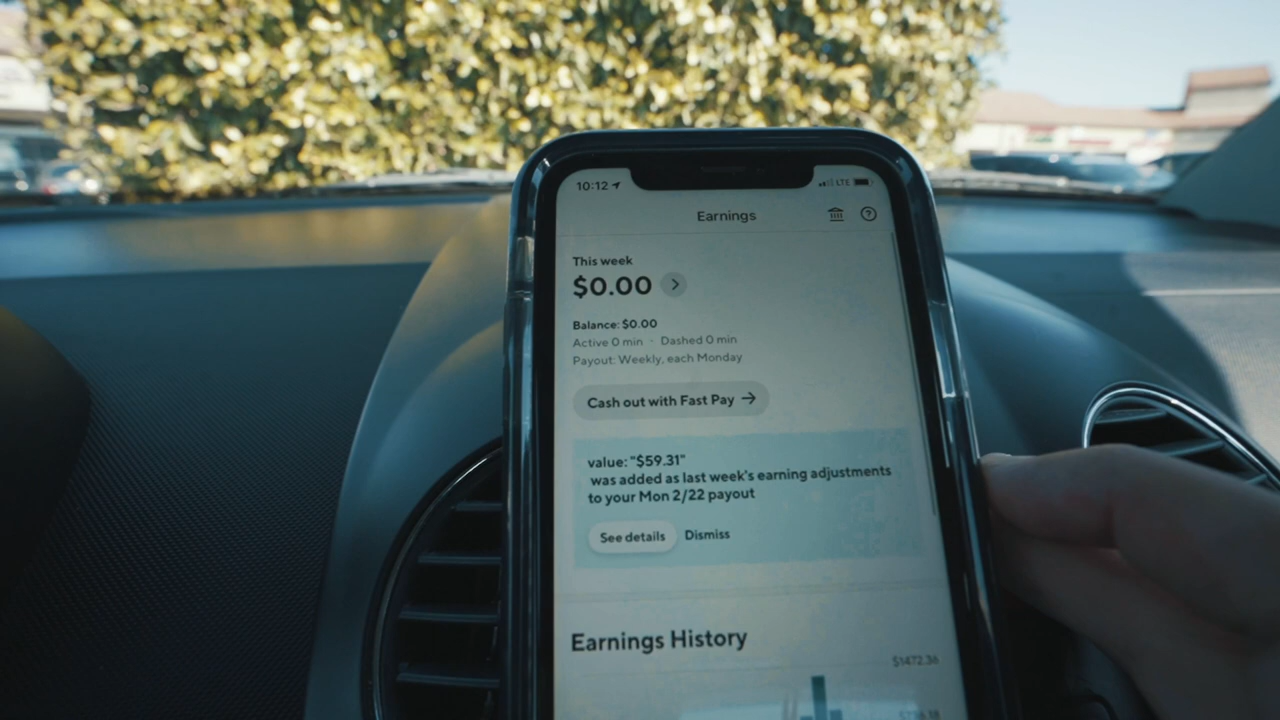 10:12
LTE
Earnings
This week
$0.00
Balance: $0.00
Active 0 min · Dashed 0 min
Payout: Weekly, each Monday
Cash out with Fast Pay →
value: "$59.31"
was added as last week's earning adjustments
to your Mon 2/22 payout
See details Dismiss
Earnings History
$1472.36